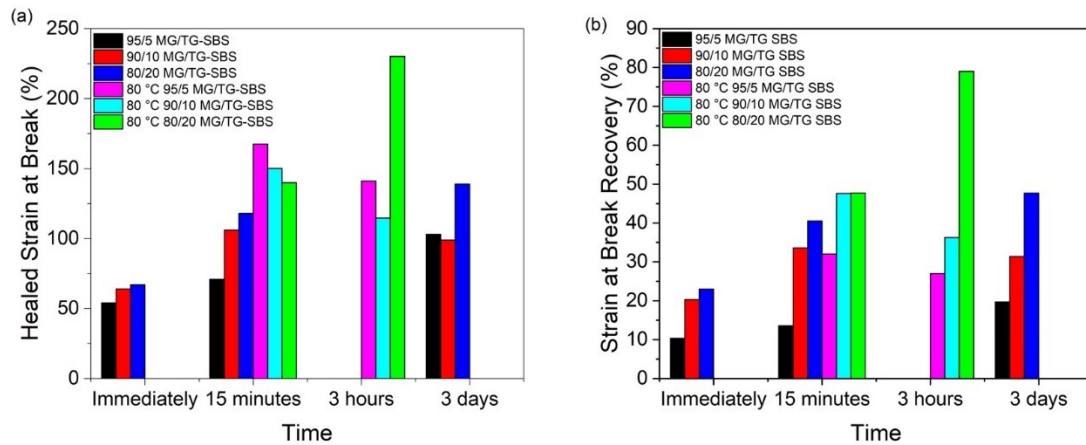 (a)
250
200
150
100
50
0
Healed Strain at Break (%)
95/5 MG/TG-SBS
90/10 MG/TG-SBS
80/20 MG/TG-SBS
80 °C 95/5 MG/TG-SBS
80 °C 90/10 MG/TG-SBS
80 °C 80/20 MG/TG-SBS
Immediately 15 minutes 3 hours 3 days
Time
(b)
90
80
70
60
50
40
30
20
10
0
Strain at Break Recovery (%)
95/5 MG/TG SBS
90/10 MG/TG SBS
80/20 MG/TG SBS
80 °C 95/5 MG/TG SBS
80 °C 90/10 MG/TG SBS
80 °C 80/20 MG/TG SBS
Immediately 15 minutes 3 hours 3 days
Time